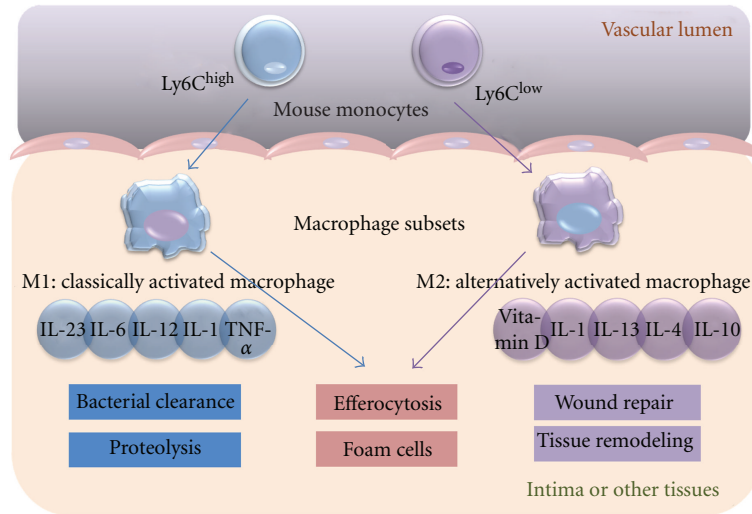 Vascular lumen
Ly6C^high
Ly6C^low
Mouse monocytes
Macrophage subsets
M1: classically activated macrophage
M2: alternatively activated macrophage
IL-23 IL-6 IL-12 IL-1 TNF-
α
Vita-
min D IL-1 IL-13 IL-4 IL-10
Bacterial clearance
Efferocytosis
Wound repair
Proteolysis
Foam cells
Tissue remodeling
Intima or other tissues